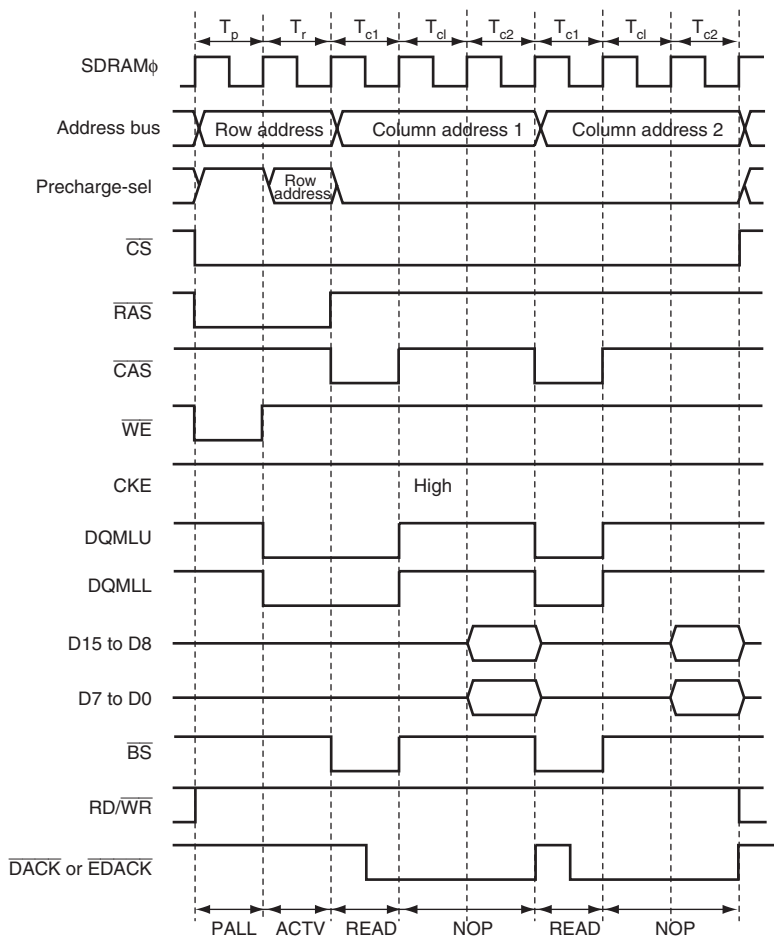 Tp Tr Tc1 Tcl Tc2 Tc1 Tcl Tc2
SDRAMϕ
Address bus Row address Column address 1 Column address 2
Precharge-sel Row address
CS
RAS
CAS
WE
CKE High
DQMLU
DQMLL
D15 to D8
D7 to D0
BS
RD/WR
DACK or EDACK
PALL ACTV READ NOP READ NOP